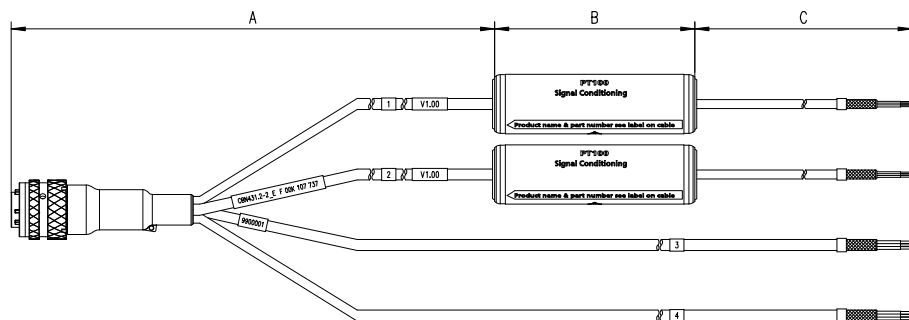 A B C
PT100
Signal Conditioning
1 V1.00
Product name & part number see label on cable
PT100
Signal Conditioning
2 V1.00
Product name & part number see label on cable
CBN431.2-2_E F 00K 107 737
9900001
3
4